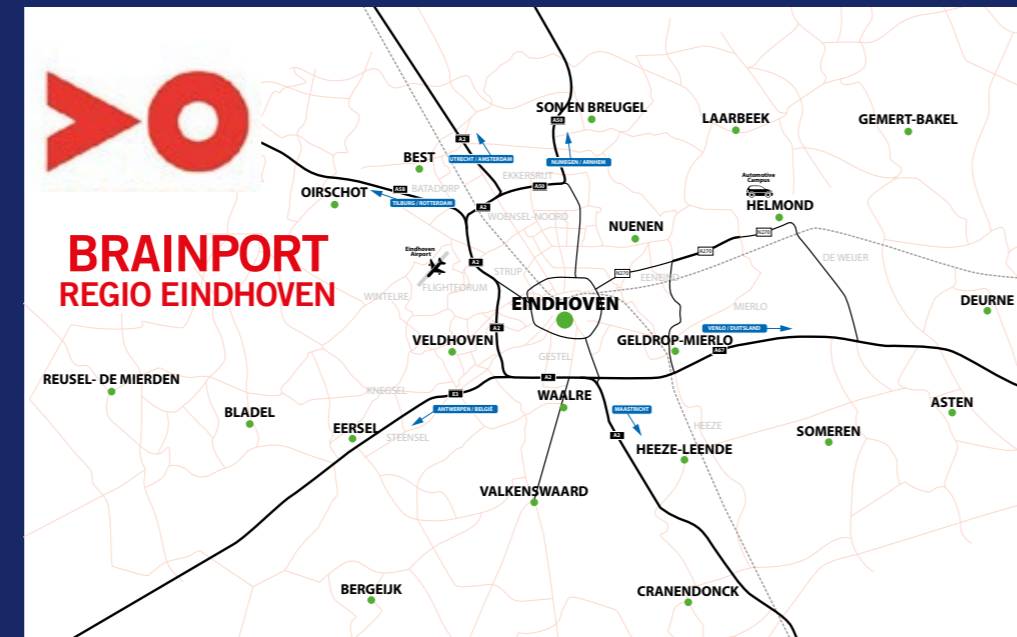 SON EN BREUGEL
A50
LAARBEEK
GEMERT-BAKEL
A2
UTRECHT / AMSTERDAM
NIJMEGEN / ARNHEM
BEST
EKKERSRIJT
Automotive
Campus
BATADORP
A58
A50
OIRSCHOT
TILBURG / ROTTERDAM
A2
HELMOND
WOENSEL-NOORD
NUENEN
N270
BRAINPORT
REGIO EINDHOVEN
Eindhoven
Airport
A270
DE WEIJER
A2
STRIJP
N270
EENEIND
FLIGHTFORUM
WINTELRE
EINDHOVEN
MIERLO
DEURNE
A2
VENLO / DUITSLAND
VELDHOVEN
GELDROP-MIERLO
A67
GESTEL
REUSEL- DE MIERDEN
A2
KNEGSEL
E3
WAALRE
ASTEN
BLADEL
ANTWERPEN / BELGIË
MAASTRICHT
EERSEL
STEENSEL
A2
HEEZE
SOMEREN
HEEZE-LEENDE
VALKENSWAARD
BERGEIJK
CRANENDONCK